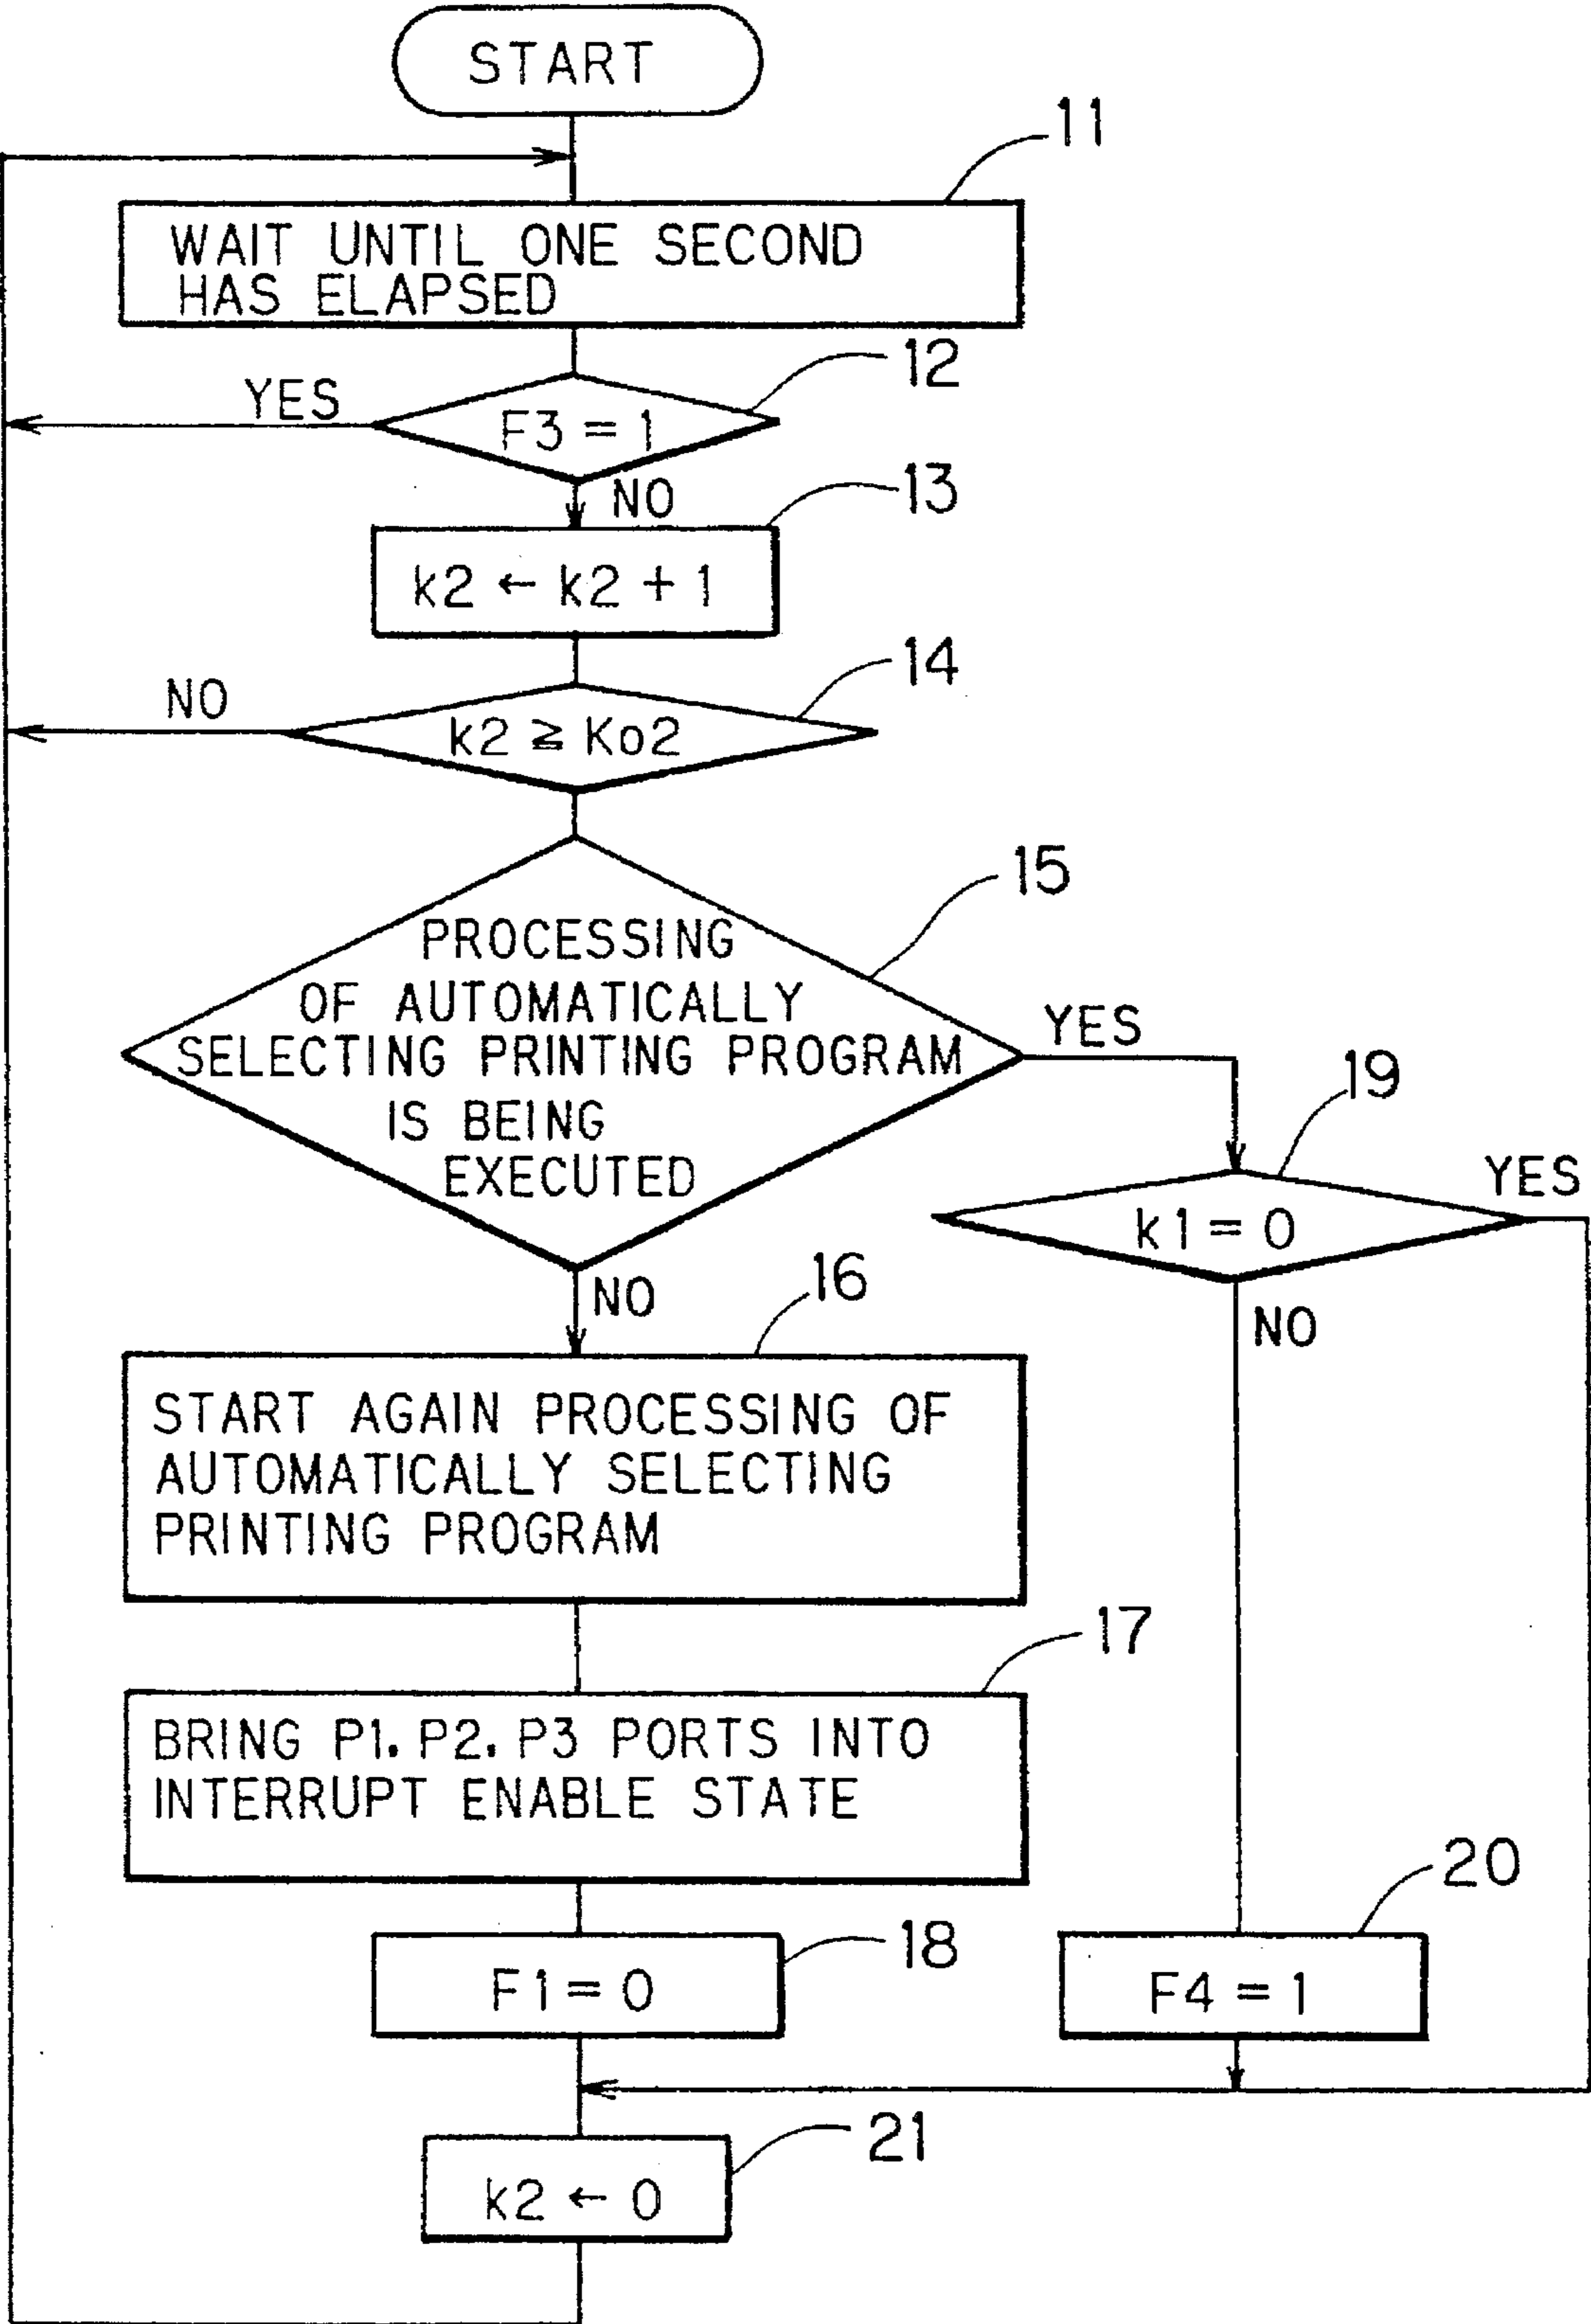 START
11
WAIT UNTIL ONE SECOND
HAS ELAPSED
12
YES
F3 = 1
NO
13
k2 ← k2 + 1
14
NO
k2 ≧ Ko2
15
PROCESSING
OF AUTOMATICALLY
SELECTING PRINTING PROGRAM
IS BEING
EXECUTED
YES
19
YES
k1 = 0
NO
NO
16
START AGAIN PROCESSING OF
AUTOMATICALLY SELECTING
PRINTING PROGRAM
17
BRING P1. P2. P3 PORTS INTO
INTERRUPT ENABLE STATE
18
F1 = 0
20
F4 = 1
21
k2 ← 0